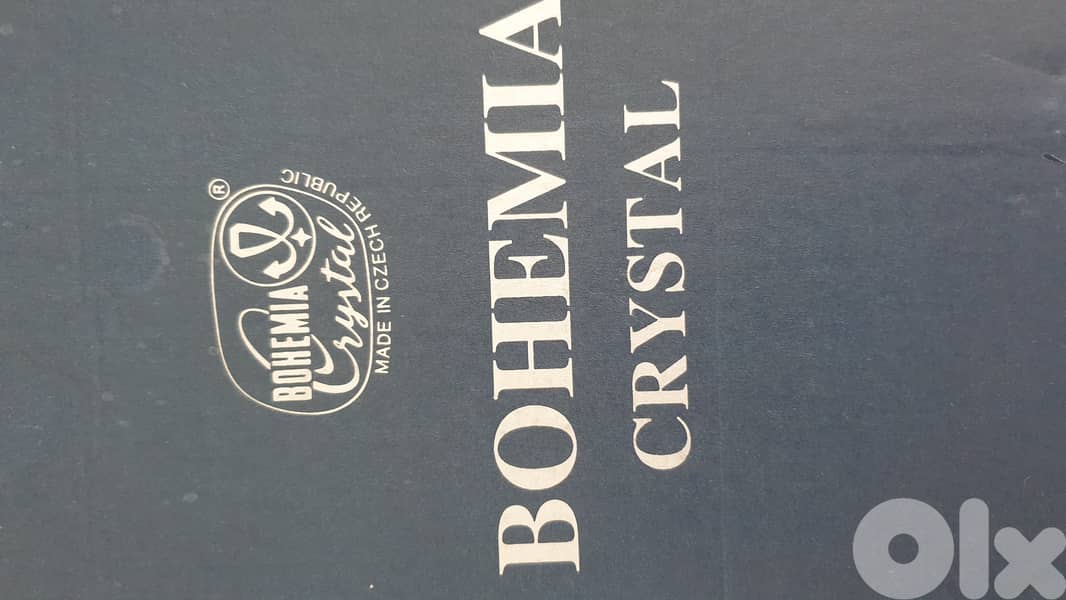 BOHEMIA
Crystal
®
MADE IN CZECH REPUBLIC
BOHEMIA
CRYSTAL
Olx